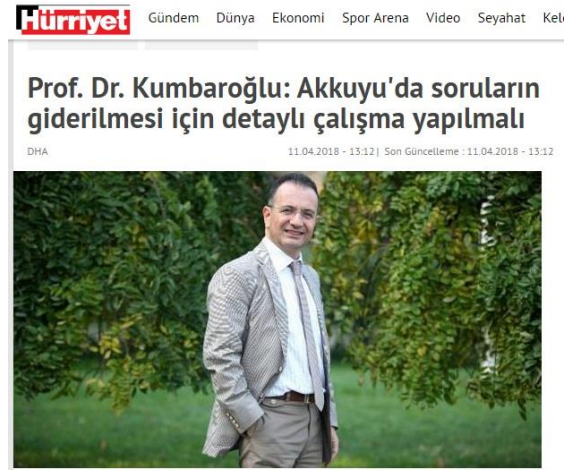 Hürriyet Gündem Dünya Ekonomi Spor Arena Video Seyahat
Prof. Dr. Kumbaroğlu: Akkuyu'da soruların
giderilmesi için detaylı çalışma yapılmalı
DHA 11.04.2018 - 13:12 | Son Güncelleme : 11.04.2018 - 13:12